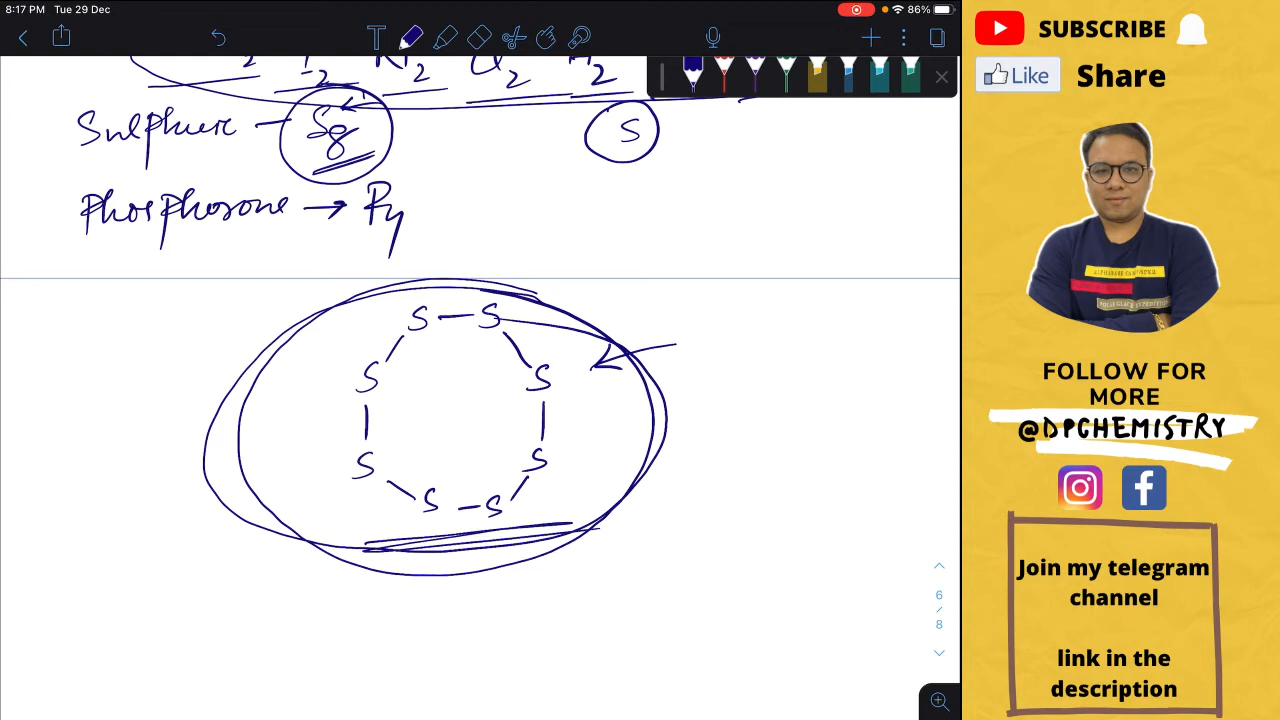 8:17 PM Tue 29 Dec
86%
Sulphur — S8
S
Phosphorous → P4
S — S
S S
S S
S — S
6
/
8
SUBSCRIBE
Like
Share
FOLLOW FOR
MORE
@DPCHEMISTRY
Join my telegram
channel
link in the
description